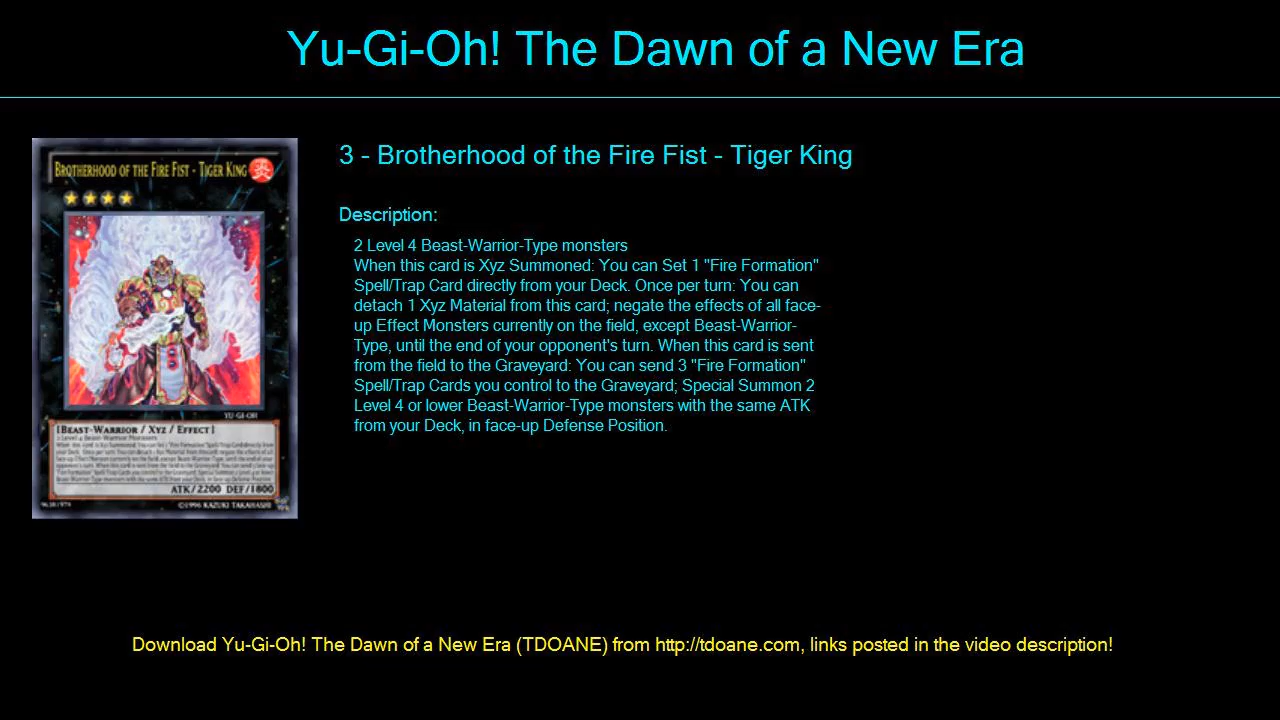 Yu-Gi-Oh! The Dawn of a New Era
3 - Brotherhood of the Fire Fist - Tiger King
Description:
2 Level 4 Beast-Warrior-Type monsters
When this card is Xyz Summoned: You can Set 1 "Fire Formation"
Spell/Trap Card directly from your Deck. Once per turn: You can
detach 1 Xyz Material from this card; negate the effects of all face-
up Effect Monsters currently on the field, except Beast-Warrior-
Type, until the end of your opponent's turn. When this card is sent
from the field to the Graveyard: You can send 3 "Fire Formation"
Spell/Trap Cards you control to the Graveyard; Special Summon 2
Level 4 or lower Beast-Warrior-Type monsters with the same ATK
from your Deck, in face-up Defense Position.
BROTHERHOOD OF THE FIRE FIST - TIGER KING
炎
YU-GI-OH
[BEAST-WARRIOR / XYZ / EFFECT]
ATK/2200 DEF/1800
©1996 KAZUKI TAKAHASHI
Download Yu-Gi-Oh! The Dawn of a New Era (TDOANE) from http://tdoane.com, links posted in the video description!